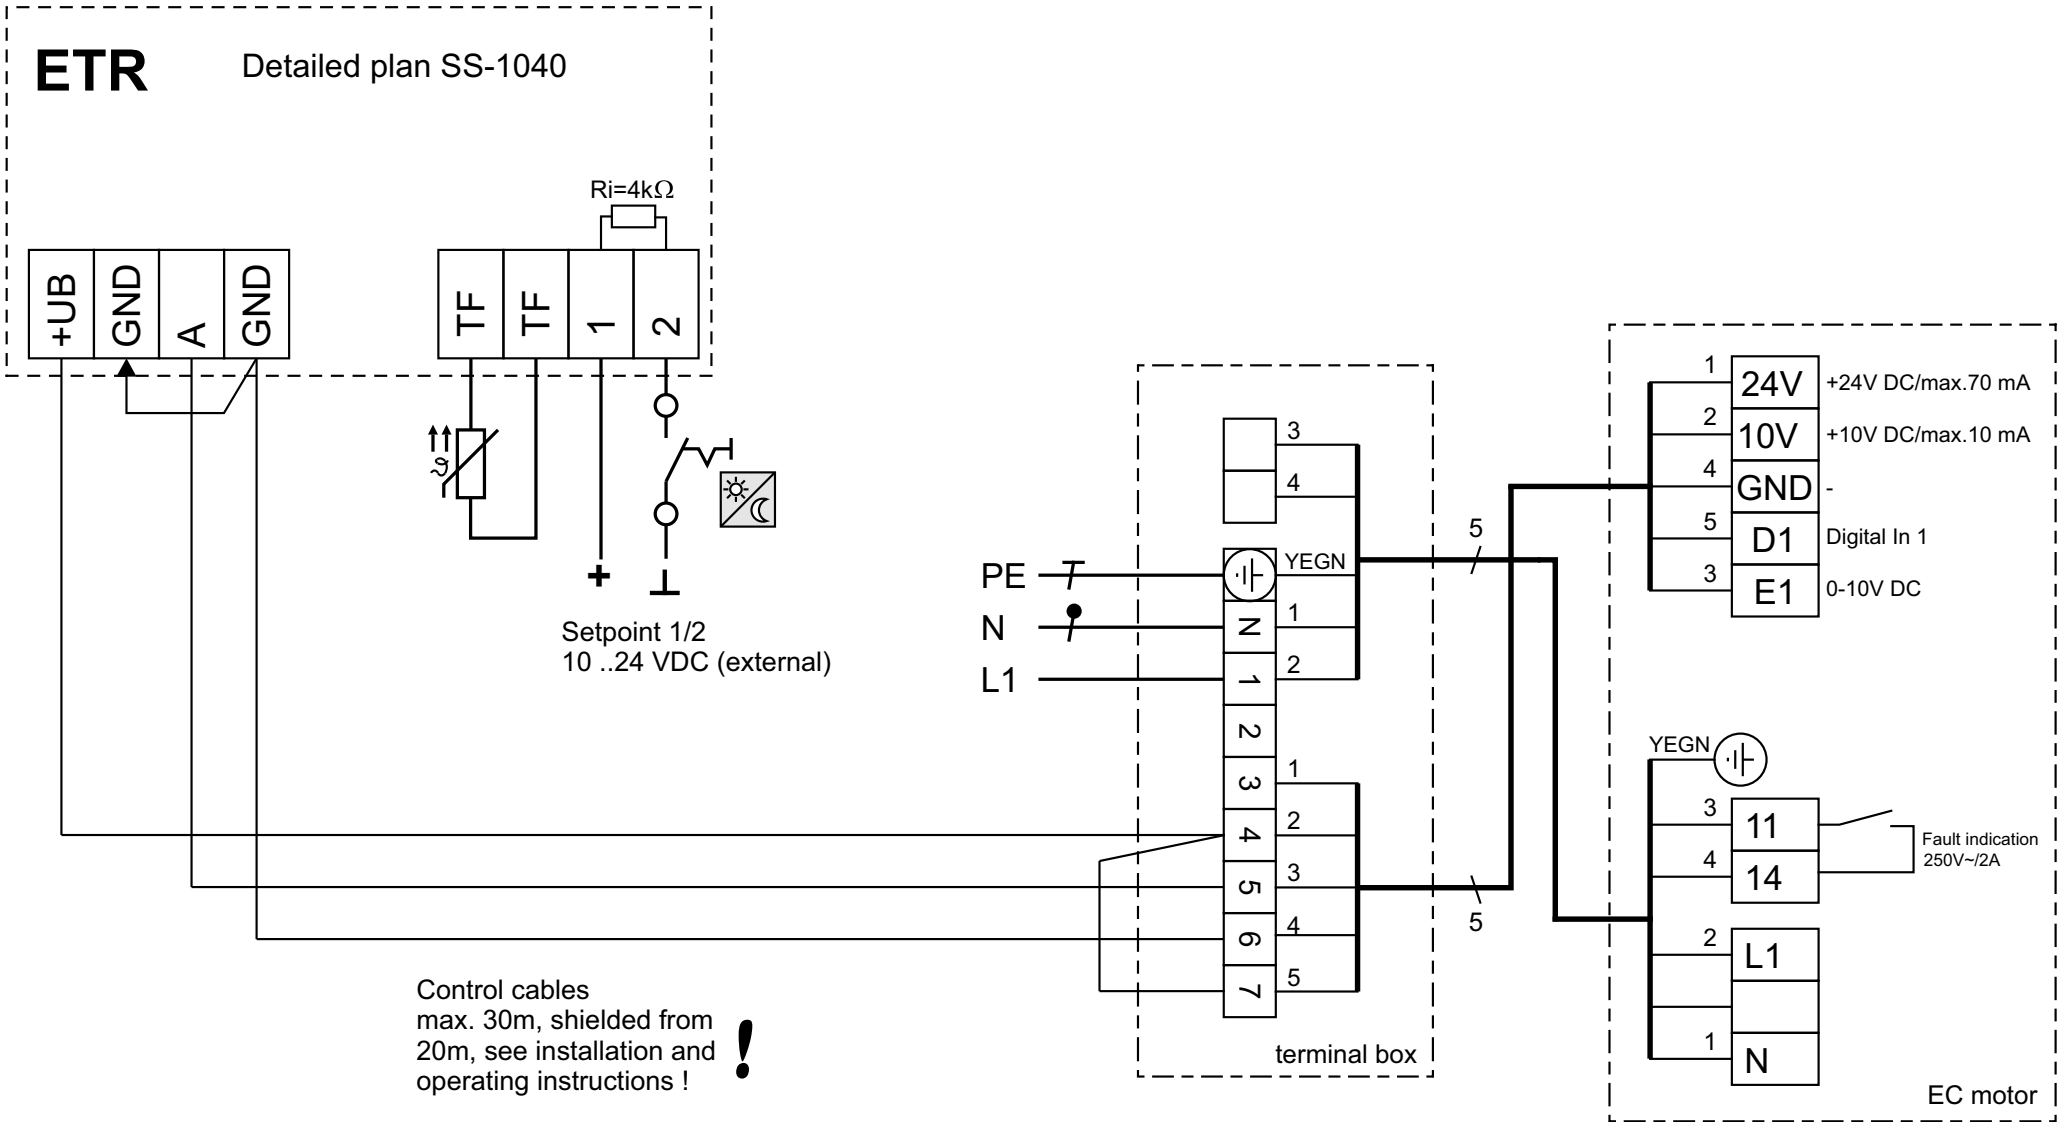 ETR
Detailed plan SS-1040
Ri=4kΩ
+UB
GND
A
GND
TF
TF
1
2
ϑ
+
Setpoint 1/2
10 ..24 VDC (external)
PE
N
L1
3
4
YEGN
N
1
1
2
2
3
1
4
2
5
3
6
4
7
5
terminal box
5
5
1
24V
+24V DC/max.70 mA
2
10V
+10V DC/max.10 mA
4
GND
-
5
D1
Digital In 1
3
E1
0-10V DC
YEGN
3
11
4
14
Fault indication
250V~/2A
2
L1
1
N
EC motor
Control cables
max. 30m, shielded from
20m, see installation and
operating instructions !
!